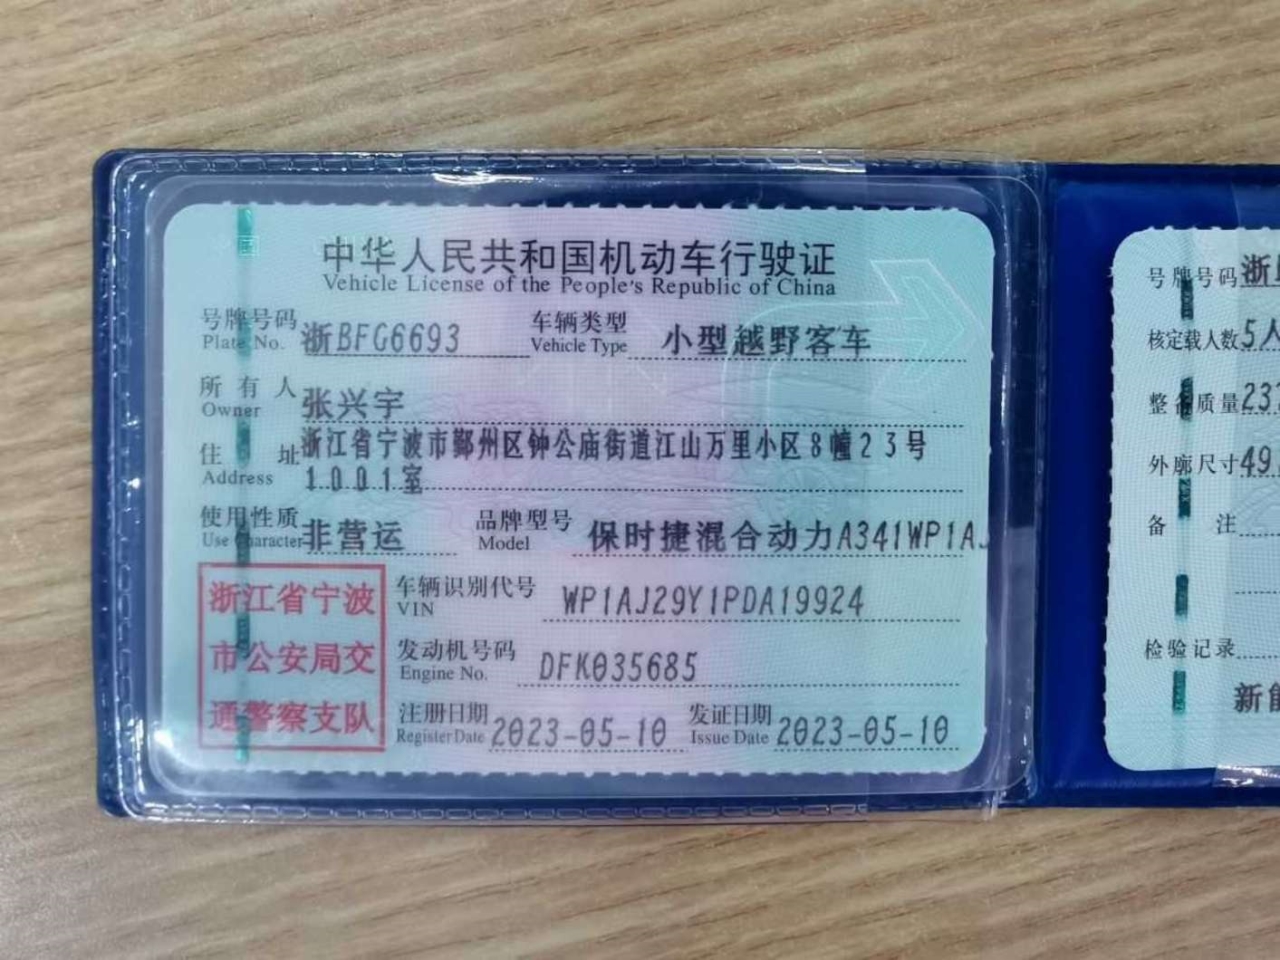 中华人民共和国机动车行驶证
Vehicle License of the People's Republic of China
号牌号码 浙BFG6693 车辆类型 小型越野客车
Plate No. Vehicle Type
所有人 张兴宇
Owner
住址 浙江省宁波市鄞州区钟公庙街道江山万里小区8幢23号
Address 1001室
使用性质 非营运 品牌型号 保时捷混合动力A341WP1AJ
Use Character Model
浙江省宁波
市公安局交
通警察支队
车辆识别代号 WP1AJ29Y1PDA19924
VIN
发动机号码 DFK035685
Engine No.
注册日期 2023-05-10 发证日期 2023-05-10
Register Date Issue Date
号牌号码 浙
核定载人数 5人
整备质量 237
外廓尺寸 49
备注
检验记录
新能